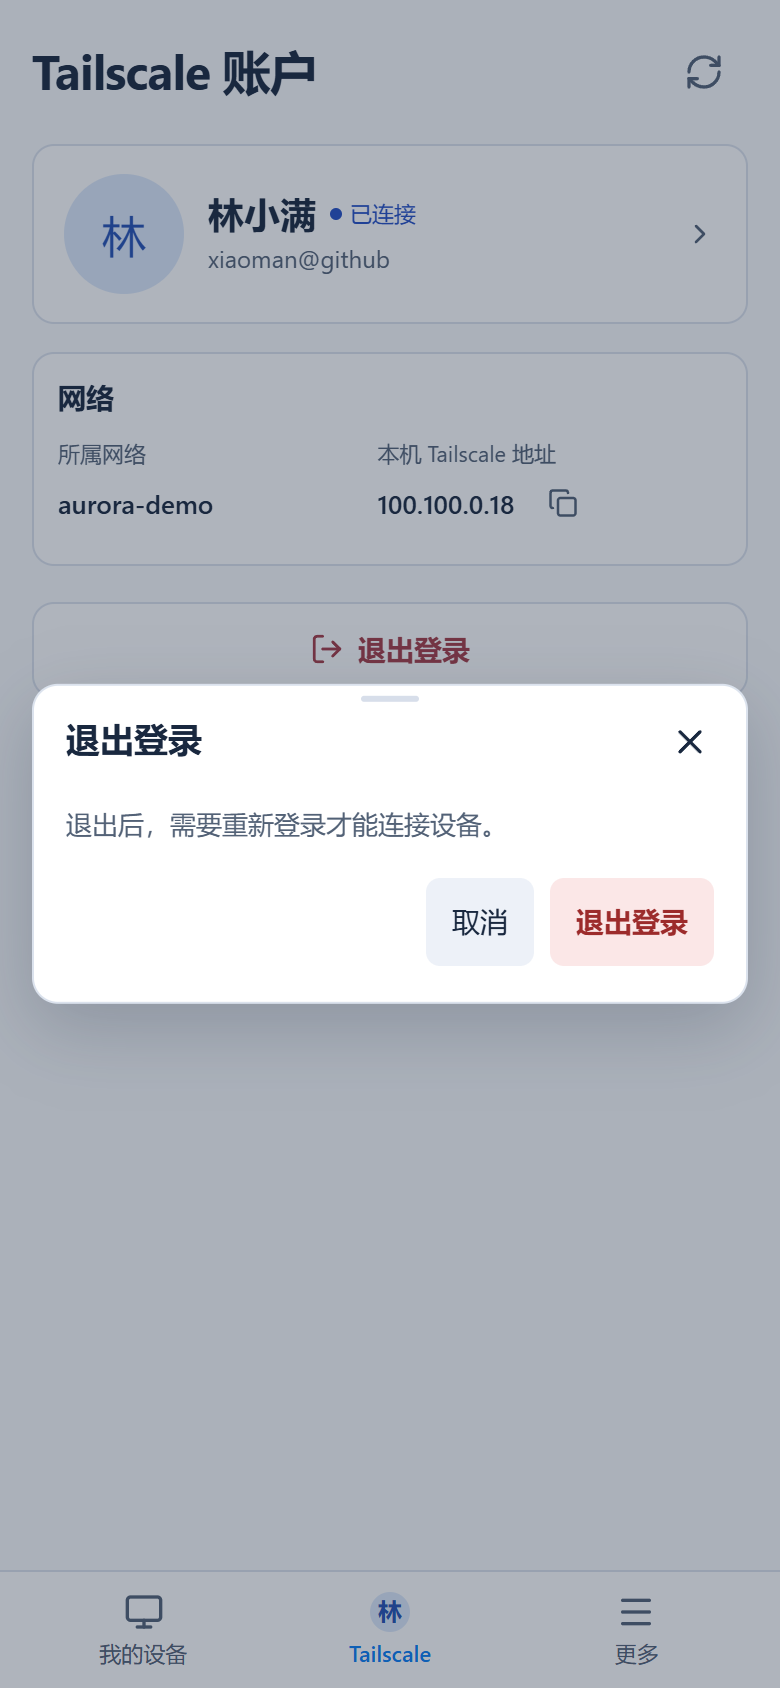 Tailscale 账户
林
林小满 已连接
xiaoman@github
网络
所属网络
本机 Tailscale 地址
aurora-demo
100.100.0.18
退出登录
退出登录
退出后，需要重新登录才能连接设备。
取消
退出登录
林
我的设备
Tailscale
更多